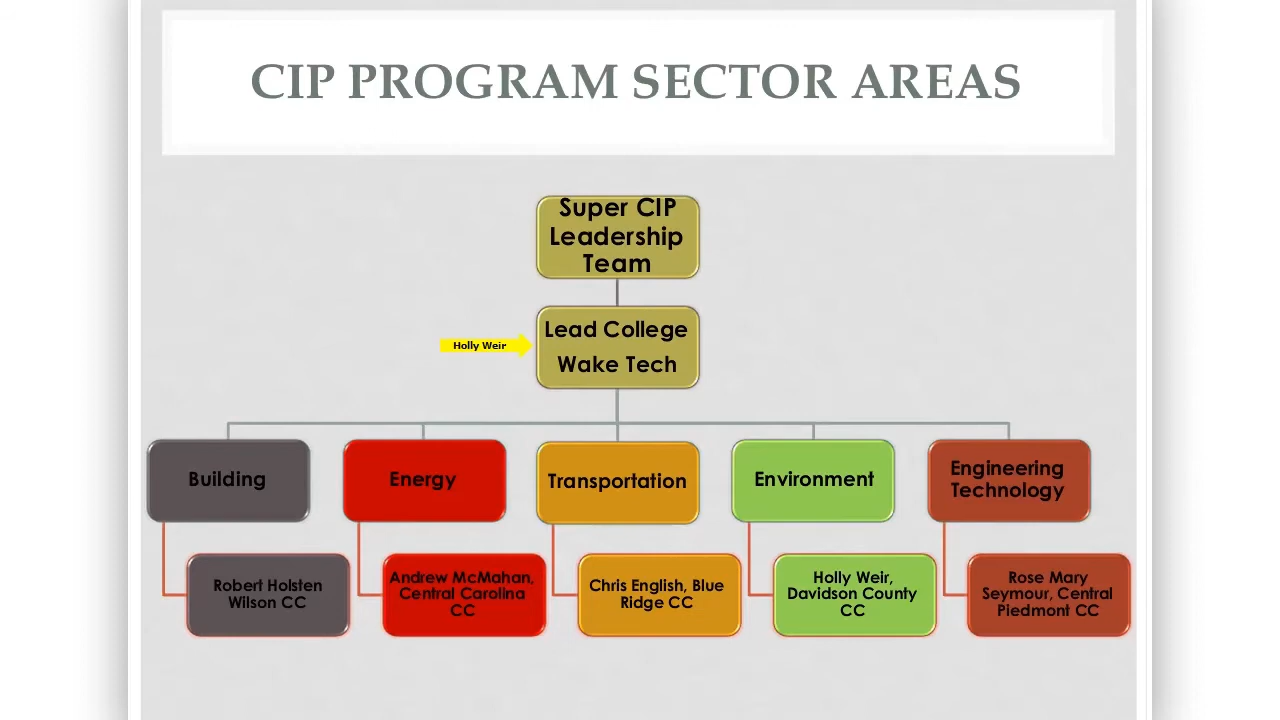 CIP PROGRAM SECTOR AREAS
Super CIP
Leadership
Team
Lead College
Wake Tech
Holly Weir
Building
Energy
Transportation
Environment
Engineering
Technology
Robert Holsten
Wilson CC
Andrew McMahan,
Central Carolina
CC
Chris English, Blue
Ridge CC
Holly Weir,
Davidson County
CC
Rose Mary
Seymour, Central
Piedmont CC